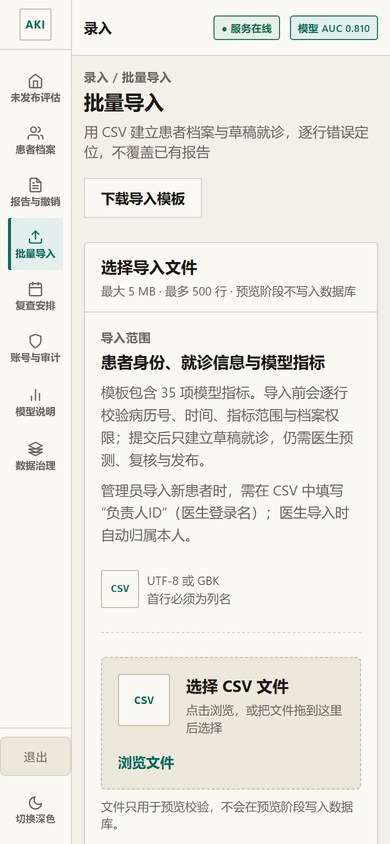 AKI
录入
服务在线
模型 AUC 0.810
未发布评估
患者档案
报告与撤销
批量导入
复查安排
账号与审计
模型说明
数据治理
退出
切换深色
录入 / 批量导入
批量导入
用 CSV 建立患者档案与草稿就诊，逐行错误定
位，不覆盖已有报告
下载导入模板
选择导入文件
最大 5 MB · 最多 500 行 · 预览阶段不写入数据库
导入范围
患者身份、就诊信息与模型指标
模板包含 35 项模型指标。导入前会逐行
校验病历号、时间、指标范围与档案权
限；提交后只建立草稿就诊，仍需医生预
测、复核与发布。
管理员导入新患者时，需在 CSV 中填写
“负责人ID”（医生登录名）；医生导入时
自动归属本人。
CSV
UTF-8 或 GBK
首行必须为列名
CSV
选择 CSV 文件
点击浏览，或把文件拖到这里
后选择
浏览文件
文件只用于预览校验，不会在预览阶段写入数据
库。